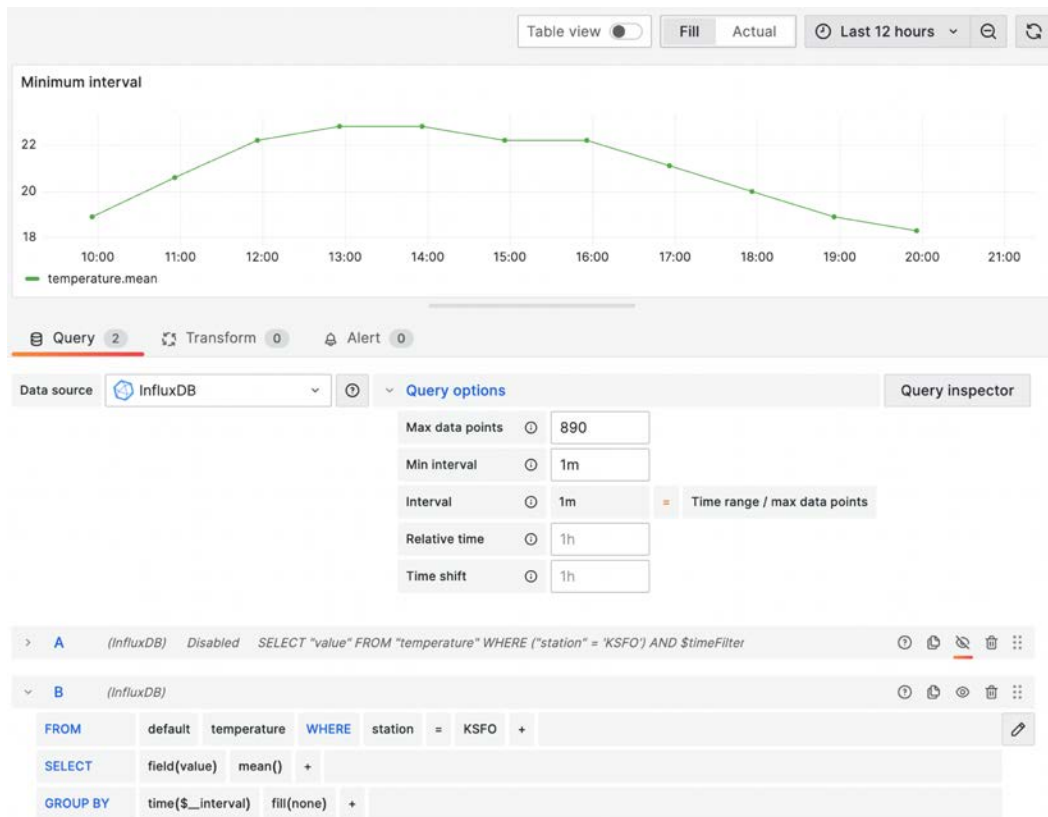 Table view Fill Actual Last 12 hours
Minimum interval
22
20
18
10:00 11:00 12:00 13:00 14:00 15:00 16:00 17:00 18:00 19:00 20:00 21:00
temperature.mean
Query 2 Transform 0 Alert 0
Data source InfluxDB Query options Query inspector
Max data points 890
Min interval 1m
Interval 1m = Time range / max data points
Relative time 1h
Time shift 1h
A (InfluxDB) Disabled SELECT "value" FROM "temperature" WHERE ("station" = 'KSFO') AND $timeFilter
B (InfluxDB)
FROM default temperature WHERE station = KSFO +
SELECT field(value) mean() +
GROUP BY time($__interval) fill(none) +